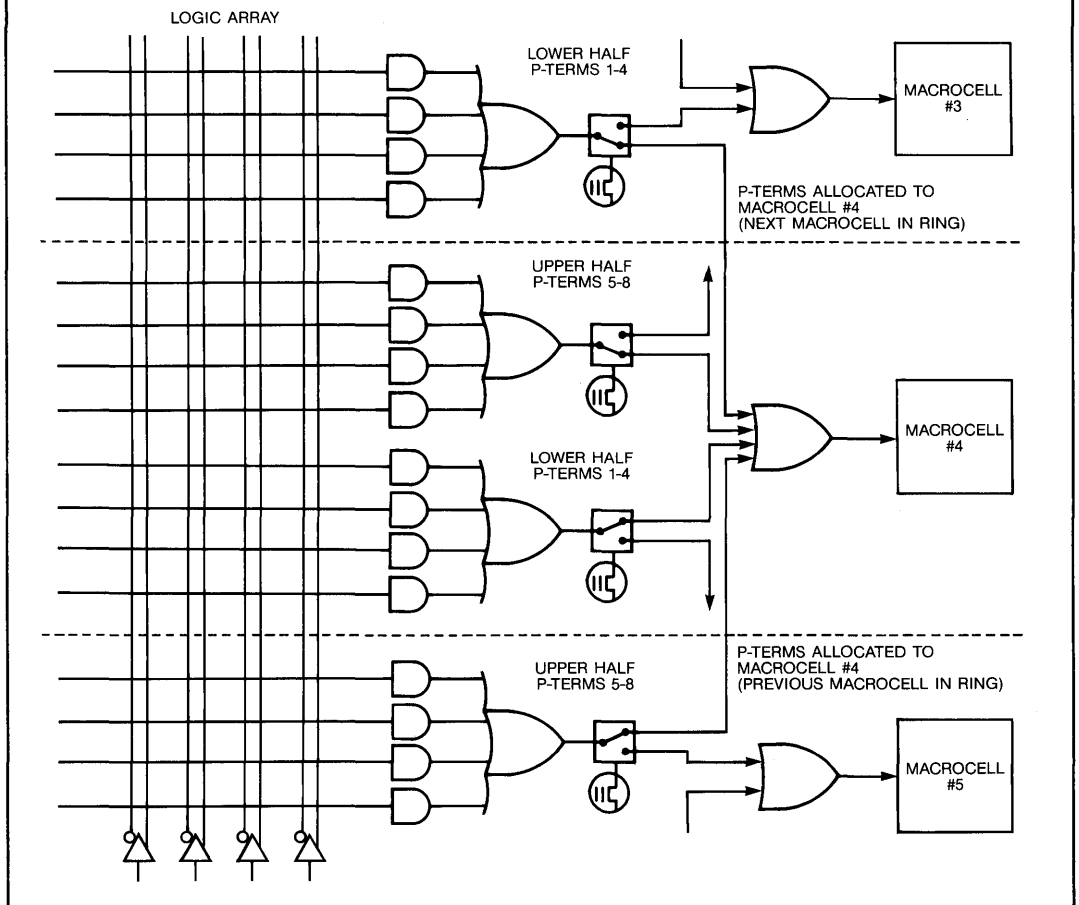 LOGIC ARRAY
LOWER HALF
P-TERMS 1-4
MACROCELL
#3
P-TERMS ALLOCATED TO
MACROCELL #4
(NEXT MACROCELL IN RING)
UPPER HALF
P-TERMS 5-8
MACROCELL
#4
LOWER HALF
P-TERMS 1-4
P-TERMS ALLOCATED TO
MACROCELL #4
(PREVIOUS MACROCELL IN RING)
UPPER HALF
P-TERMS 5-8
MACROCELL
#5